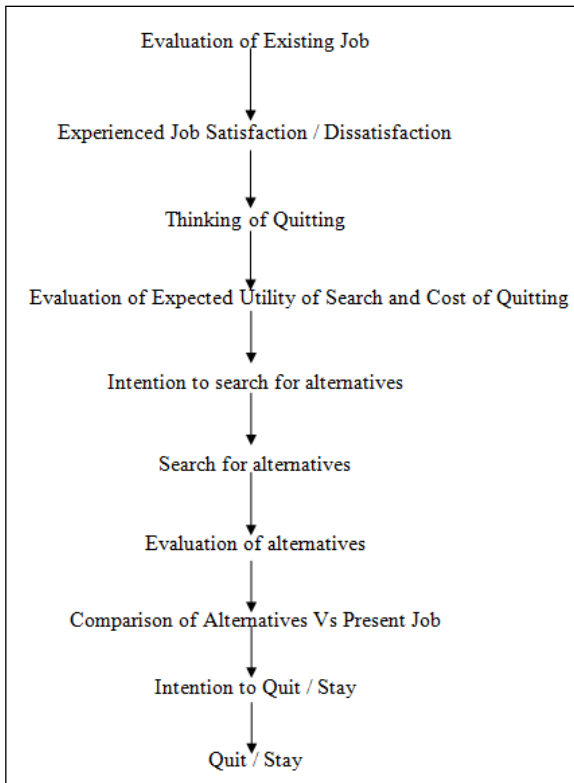 Evaluation of Existing Job
Experienced Job Satisfaction / Dissatisfaction
Thinking of Quitting
Evaluation of Expected Utility of Search and Cost of Quitting
Intention to search for alternatives
Search for alternatives
Evaluation of alternatives
Comparison of Alternatives Vs Present Job
Intention to Quit / Stay
Quit / Stay